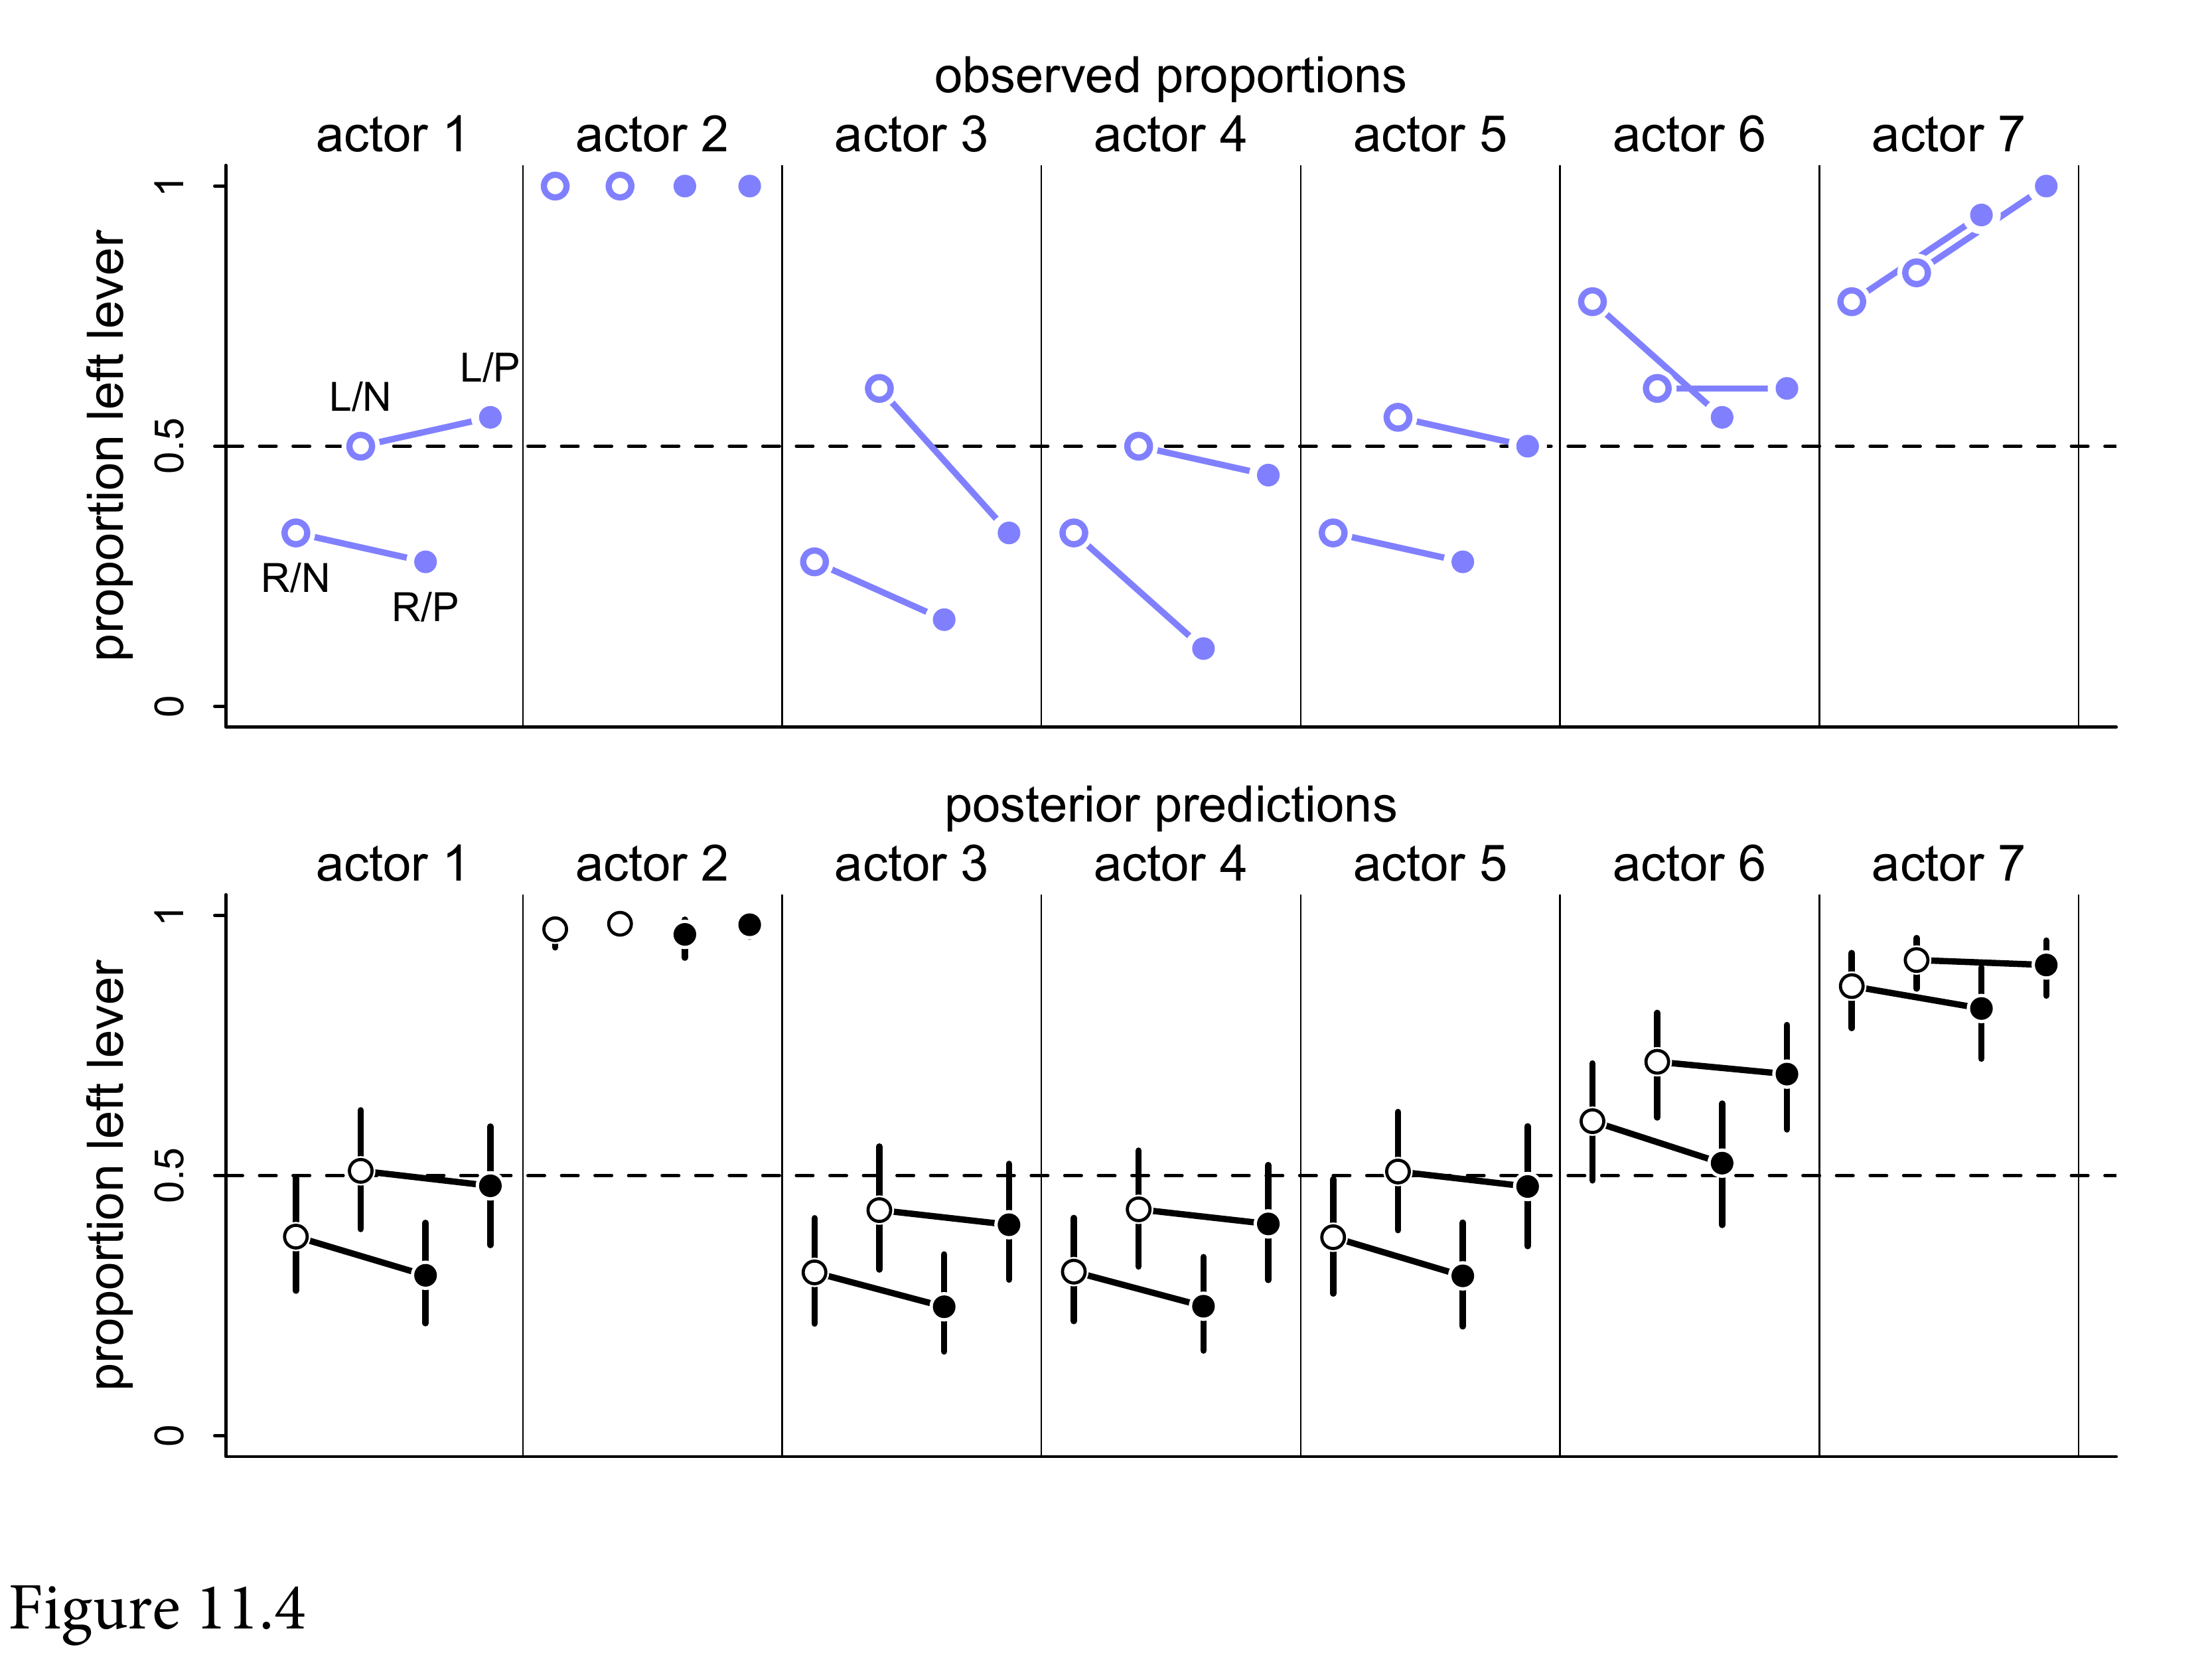 observed proportions
actor 1 actor 2 actor 3 actor 4 actor 5 actor 6 actor 7
proportion left lever
1
0.5
0
L/N
L/P
R/N
R/P
posterior predictions
actor 1 actor 2 actor 3 actor 4 actor 5 actor 6 actor 7
proportion left lever
1
0.5
0
Figure 11.4